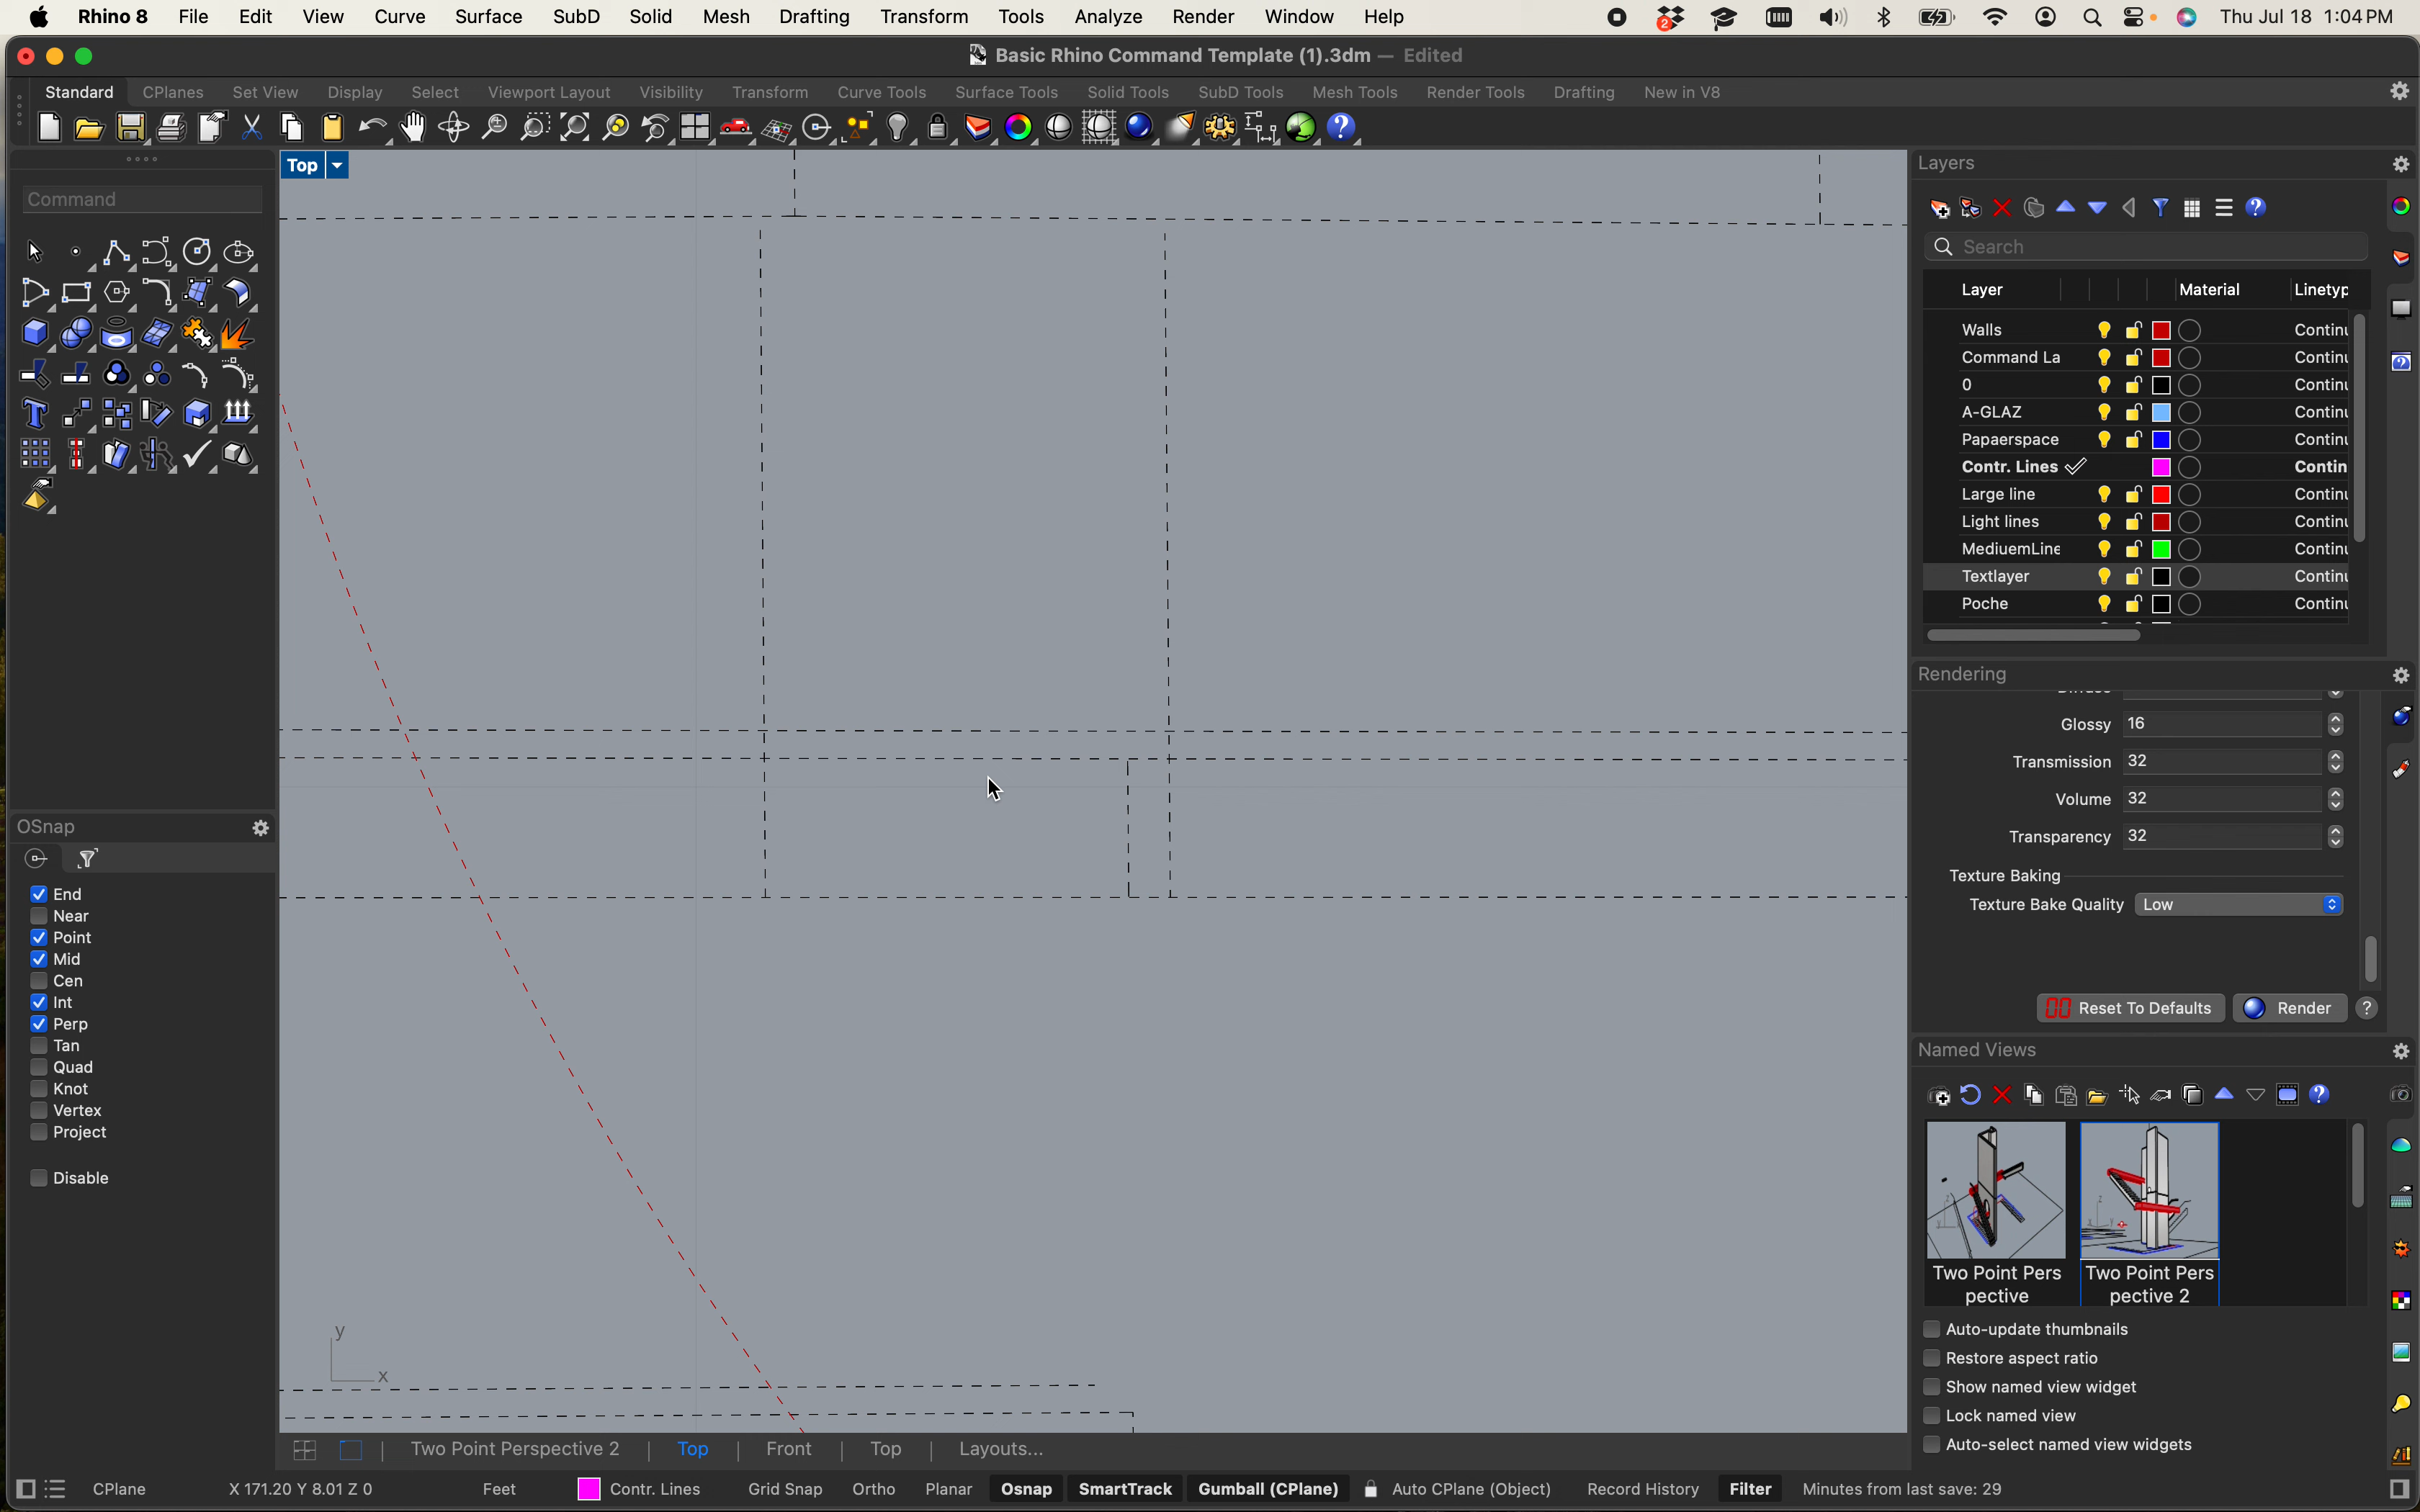 Rhino 8 File Edit View Curve Surface SubD Solid Mesh Drafting Transform Tools Analyze Render Window Help 2 Thu Jul 18 1:04 PM
Basic Rhino Command Template (1).3dm — Edited
Standard CPlanes Set View Display Select Viewport Layout Visibility Transform Curve Tools Surface Tools Solid Tools SubD Tools Mesh Tools Render Tools Drafting New in V8
Command
Top
OSnap
End
Near
Point
Mid
Cen
Int
Perp
Tan
Quad
Knot
Vertex
Project
Disable
y
x
Layers
Search
Layer Material Linetyp
Walls Continu
Command La Continu
0 Continu
A-GLAZ Continu
Papaerspace Continu
Contr. Lines Contin
Large line Continu
Light lines Continu
MediuemLine Continu
Textlayer Continu
Poche Continu
Rendering
Glossy 16
Transmission 32
Volume 32
Transparency 32
Texture Baking
Texture Bake Quality Low
Reset To Defaults Render ?
Named Views
Two Point Pers
pective
Two Point Pers
pective 2
Auto-update thumbnails
Restore aspect ratio
Show named view widget
Lock named view
Auto-select named view widgets
Two Point Perspective 2 Top Front Top Layouts...
CPlane X 171.20 Y 8.01 Z 0 Feet Contr. Lines Grid Snap Ortho Planar Osnap SmartTrack Gumball (CPlane) Auto CPlane (Object) Record History Filter Minutes from last save: 29